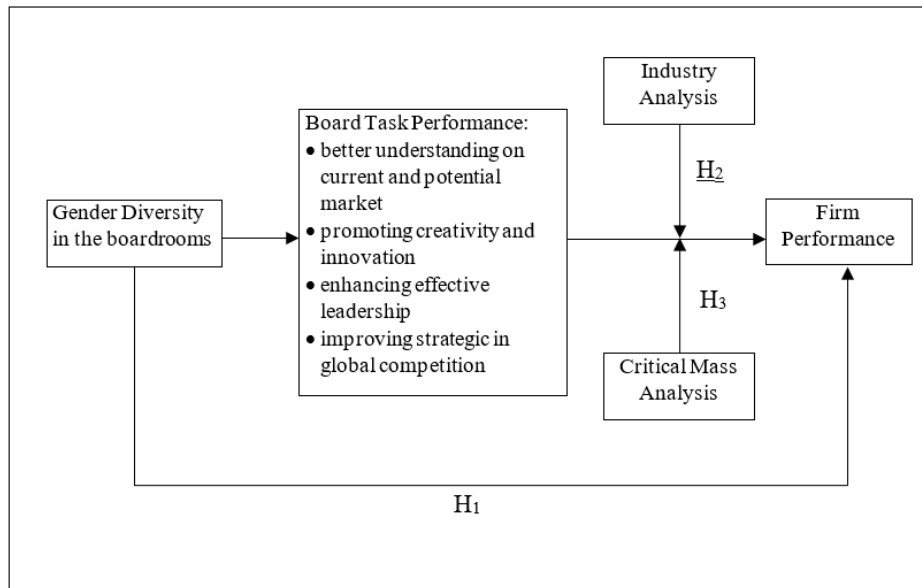 Industry
Analysis
Board Task Performance:
• better understanding on
current and potential
market
• promoting creativity and
innovation
• enhancing effective
leadership
• improving strategic in
global competition
H2
Gender Diversity
in the boardrooms
Firm
Performance
H3
Critical Mass
Analysis
H1